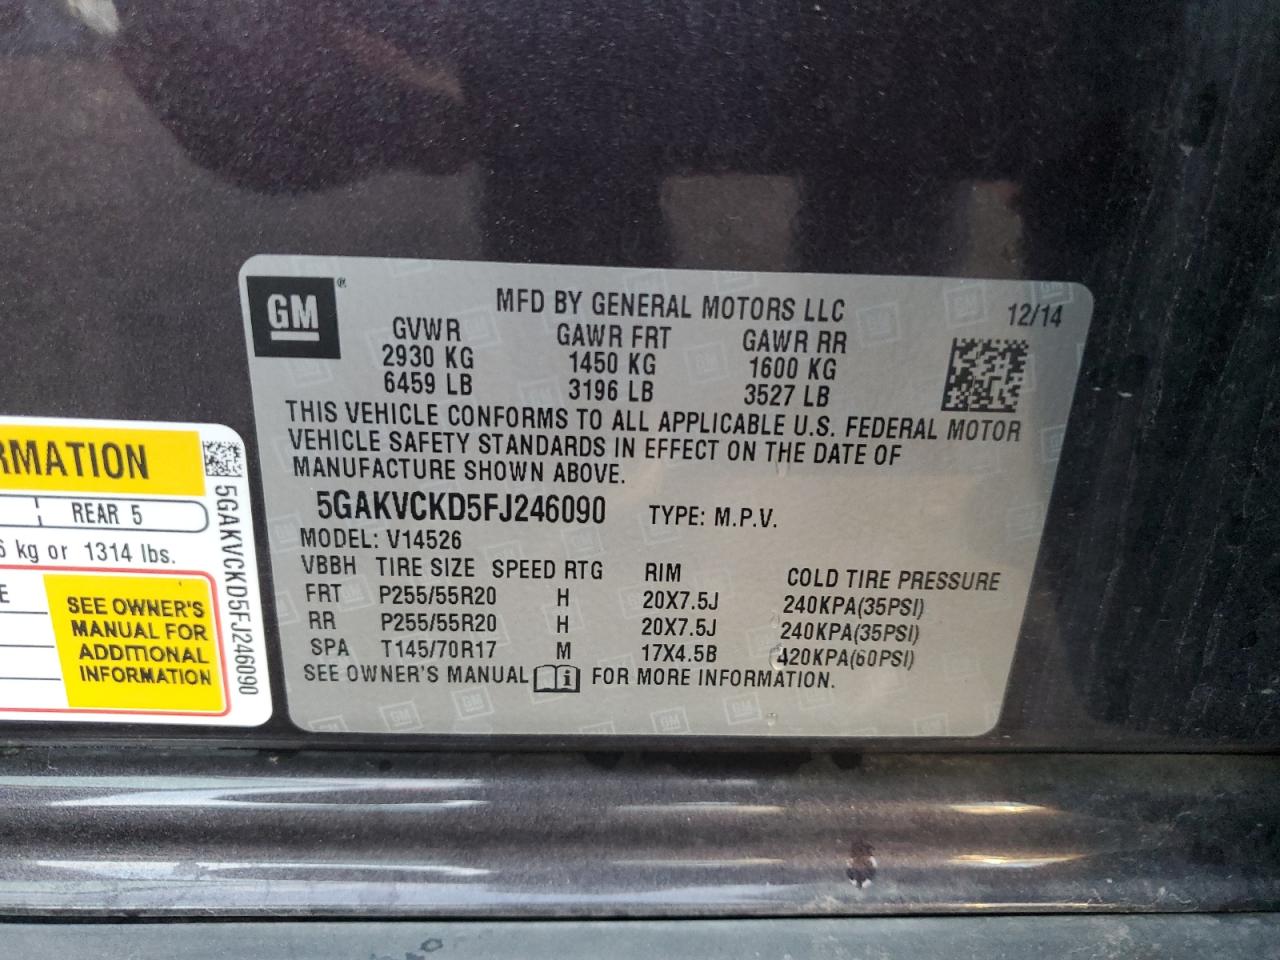 GM®
MFD BY GENERAL MOTORS LLC
12/14
GVWR GAWR FRT GAWR RR
2930 KG 1450 KG 1600 KG
6459 LB 3196 LB 3527 LB
THIS VEHICLE CONFORMS TO ALL APPLICABLE U.S. FEDERAL MOTOR
VEHICLE SAFETY STANDARDS IN EFFECT ON THE DATE OF
MANUFACTURE SHOWN ABOVE.
5GAKVCKD5FJ246090 TYPE: M.P.V.
MODEL: V14526
VBBH TIRE SIZE SPEED RTG RIM COLD TIRE PRESSURE
FRT P255/55R20 H 20X7.5J 240KPA(35PSI)
RR P255/55R20 H 20X7.5J 240KPA(35PSI)
SPA T145/70R17 M 17X4.5B 420KPA(60PSI)
SEE OWNER'S MANUAL i FOR MORE INFORMATION.
RMATION
REAR 5
6 kg or 1314 lbs.
E
SEE OWNER'S
MANUAL FOR
ADDITIONAL
INFORMATION
5GAKVCKD5FJ246090